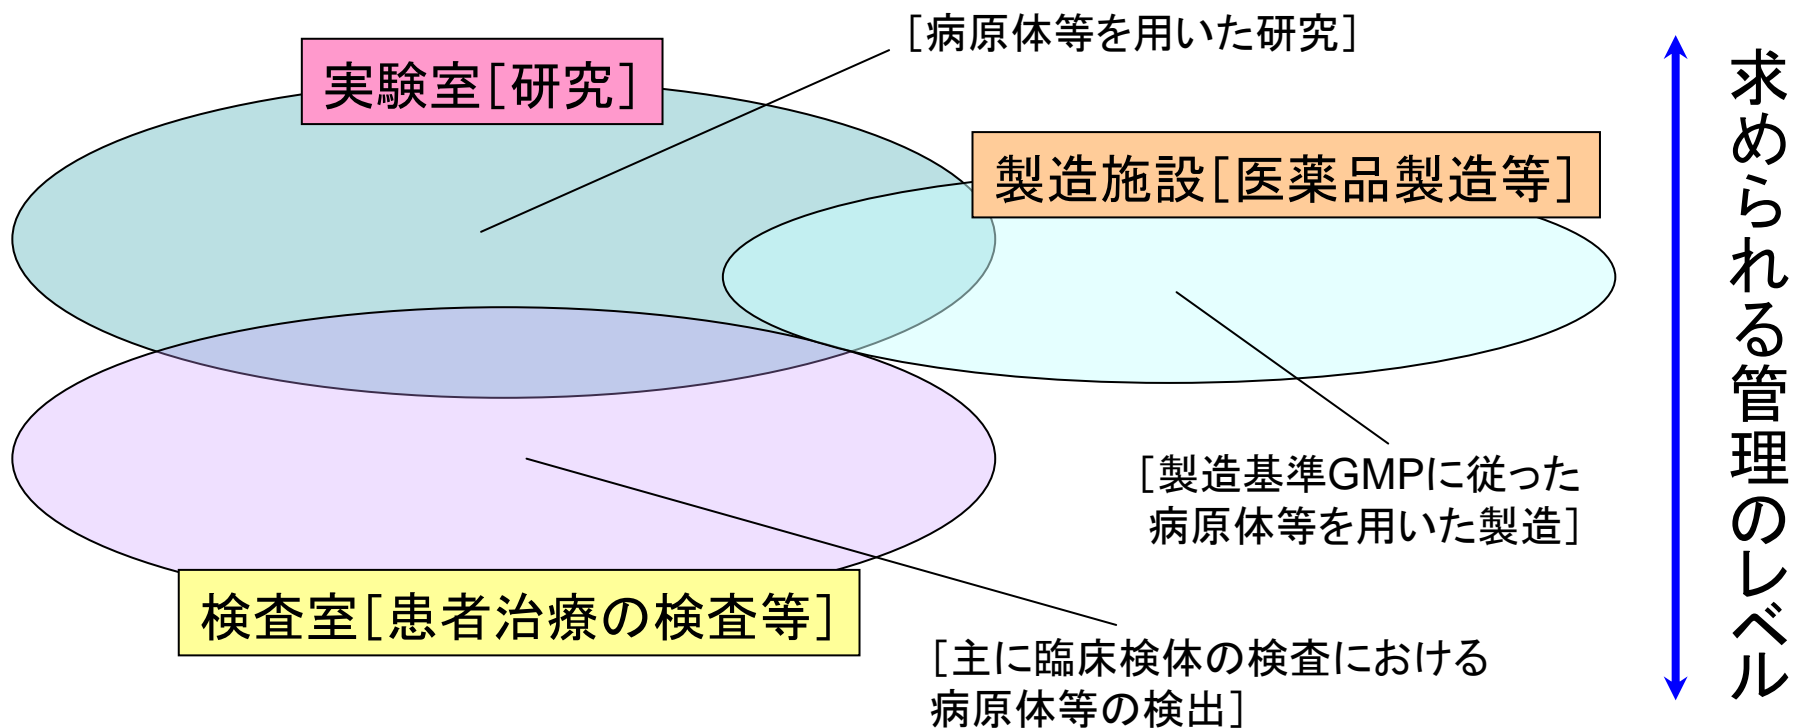 [病原体等を用いた研究]
実験室[研究]
製造施設[医薬品製造等]
[製造基準GMPに従った
病原体等を用いた製造]
検査室[患者治療の検査等]
[主に臨床検体の検査における
病原体等の検出]
求められる管理のレベル